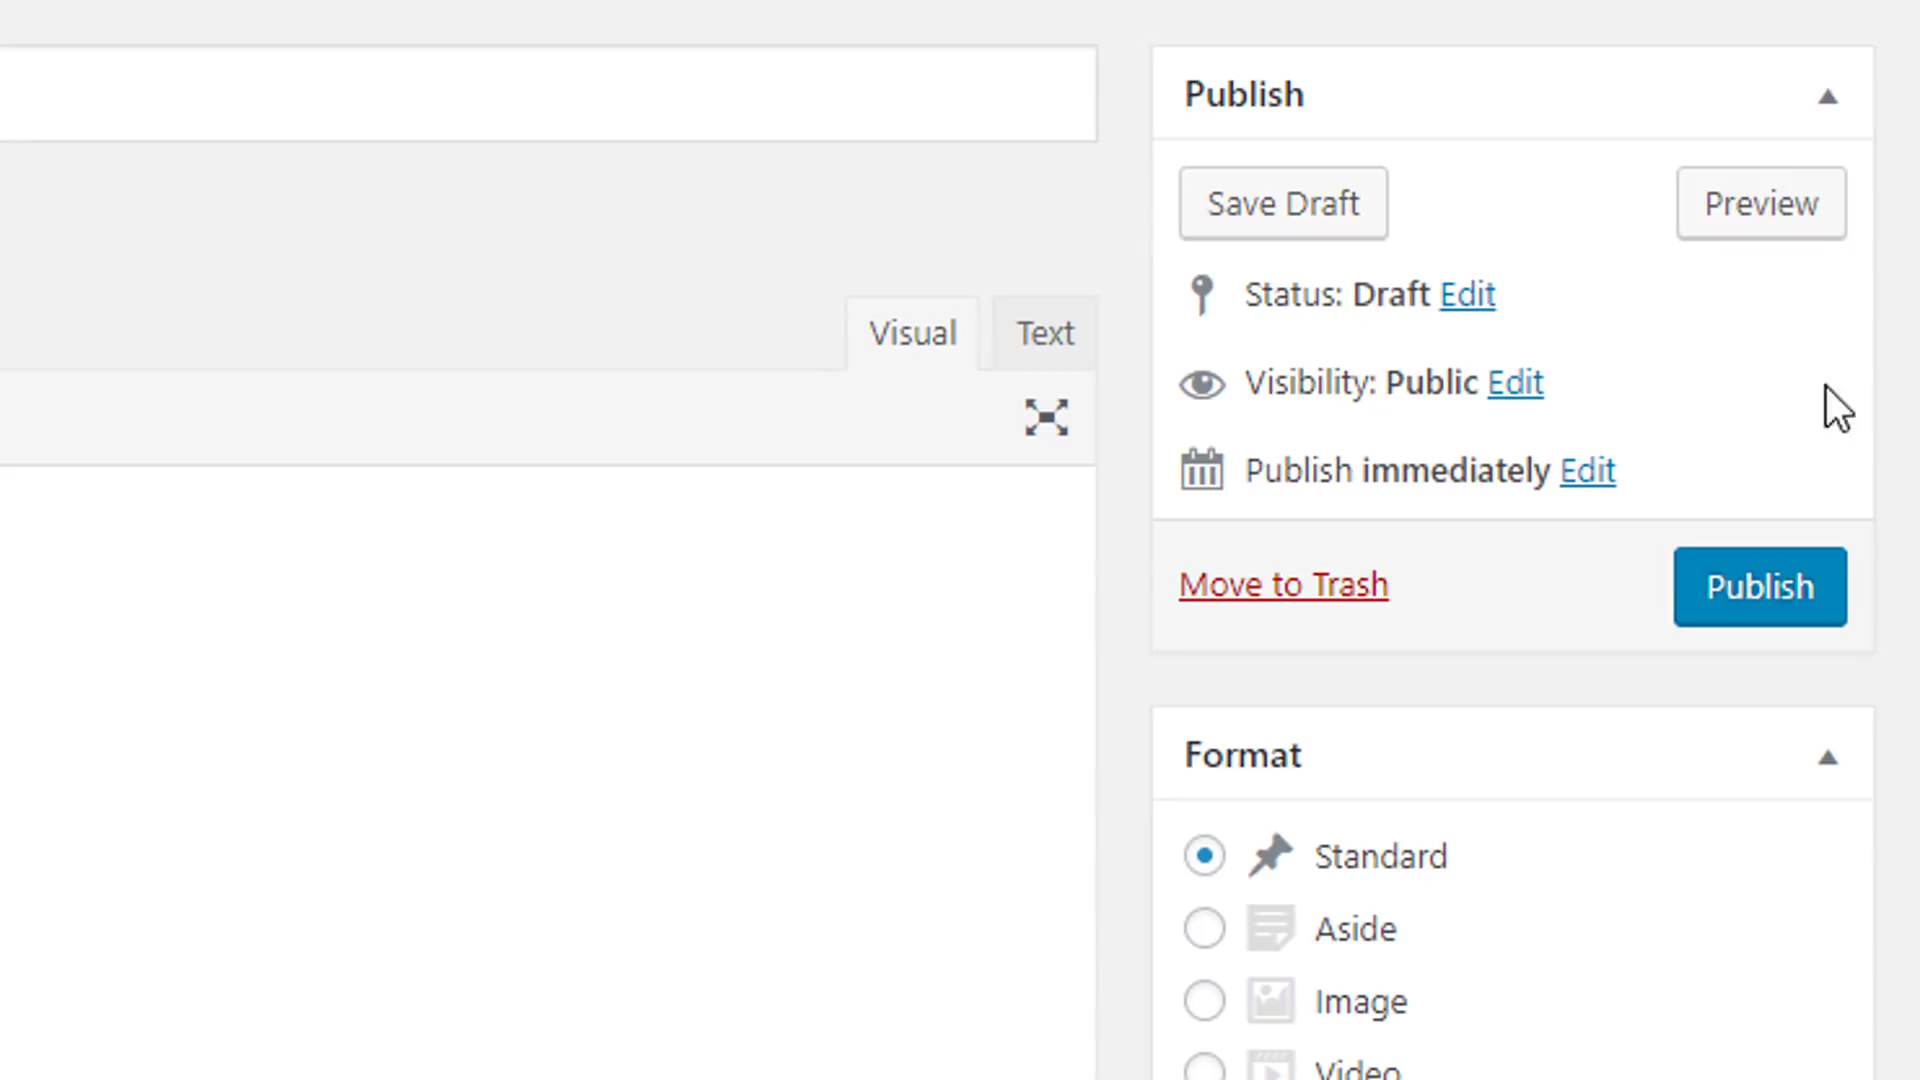 Publish
Save Draft
Preview
Status: Draft Edit
Visual
Text
Visibility: Public Edit
Publish immediately Edit
Move to Trash
Publish
Format
Standard
Aside
Image
Video